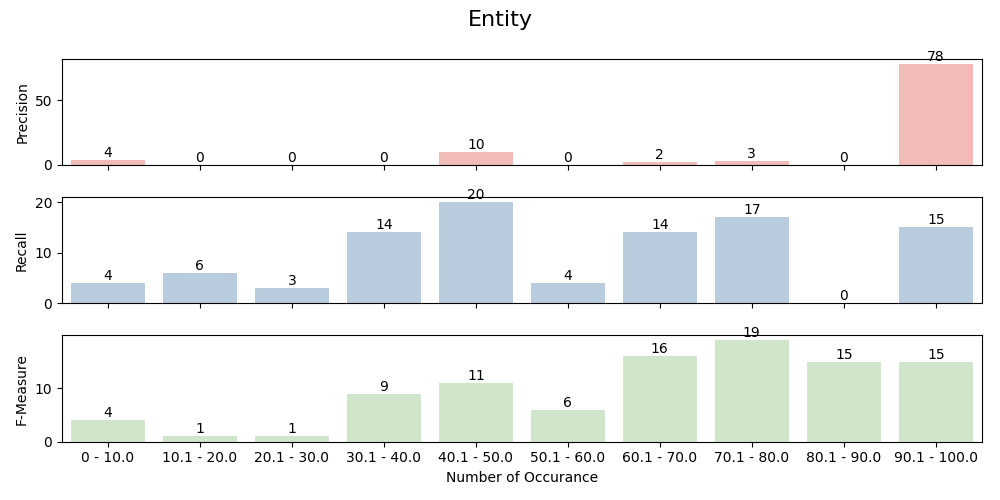 Entity
Precision
50
0
4 0 0 0 10 0 2 3 0 78
Recall
20
10
0
4 6 3 14 20 4 14 17 0 15
F-Measure
10
0
4 1 1 9 11 6 16 19 15 15
0 - 10.0 10.1 - 20.0 20.1 - 30.0 30.1 - 40.0 40.1 - 50.0 50.1 - 60.0 60.1 - 70.0 70.1 - 80.0 80.1 - 90.0 90.1 - 100.0
Number of Occurance